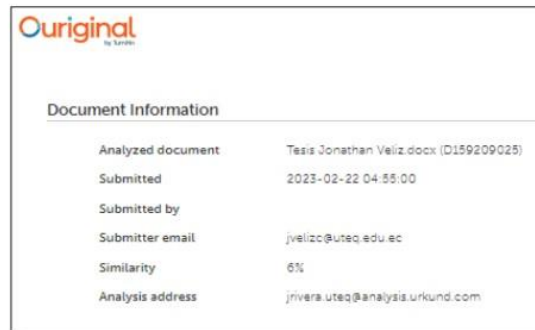 Ouriginal
by Turnitin
Document Information
Analyzed document Tesis Jonathan Veliz.docx (D159209025)
Submitted 2023-02-22 04:55:00
Submitted by
Submitter email jvelizc@uteq.edu.ec
Similarity 6%
Analysis address jrivera.uteq@analysis.urkund.com